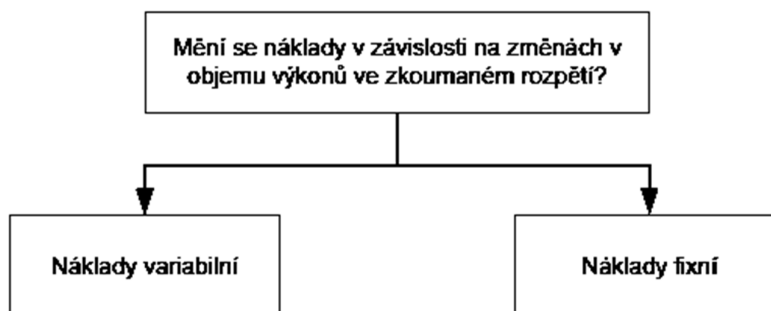 Mění se náklady v závislosti na změnách v
objemu výkonů ve zkoumaném rozpětí?
Náklady variabilní
Náklady fixní